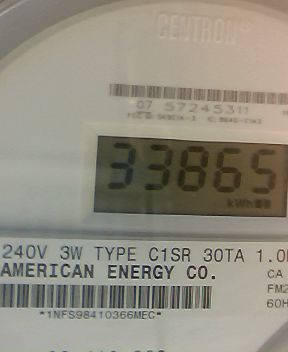 CENTRON
07 57245311
33865
kWh
240V 3W TYPE C1SR 30TA 1.0
AMERICAN ENERGY CO.
CA
FM2
60H
*1NFS98410366MEC*